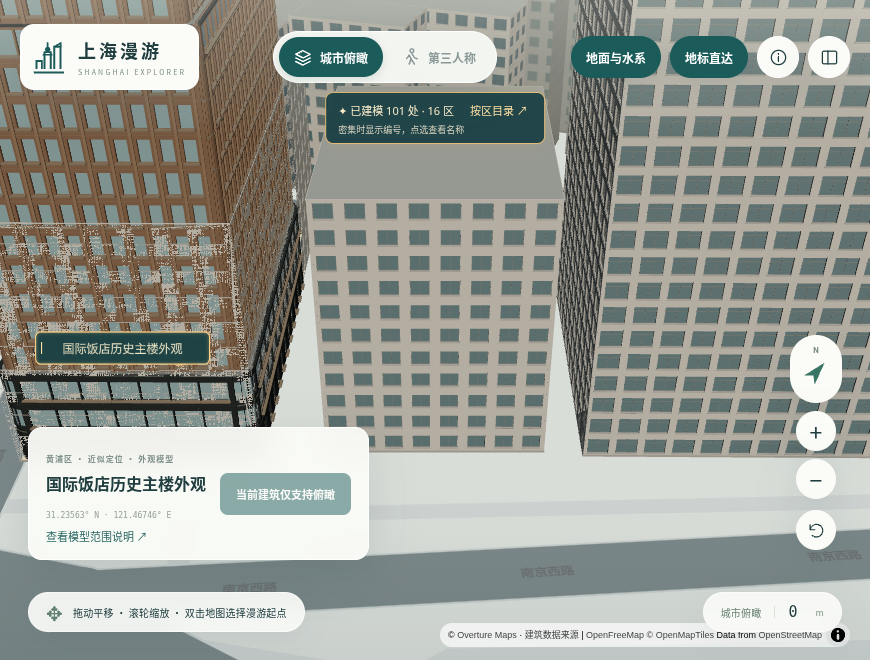 上海漫游
SHANGHAI EXPLORER
城市俯瞰
第三人称
地面与水系
地标直达
✦ 已建模 101 处 · 16 区 按区目录 ↗
密集时显示编号，点选查看名称
国际饭店历史主楼外观
N
黄浦区 · 近似定位 · 外观模型
国际饭店历史主楼外观
当前建筑仅支持俯瞰
31.23563° N · 121.46746° E
查看模型范围说明 ↗
+
−
南京西路
南京西路
南京西路
拖动平移 · 滚轮缩放 · 双击地图选择漫游起点
城市俯瞰 0 m
© Overture Maps · 建筑数据来源 | OpenFreeMap © OpenMapTiles Data from OpenStreetMap